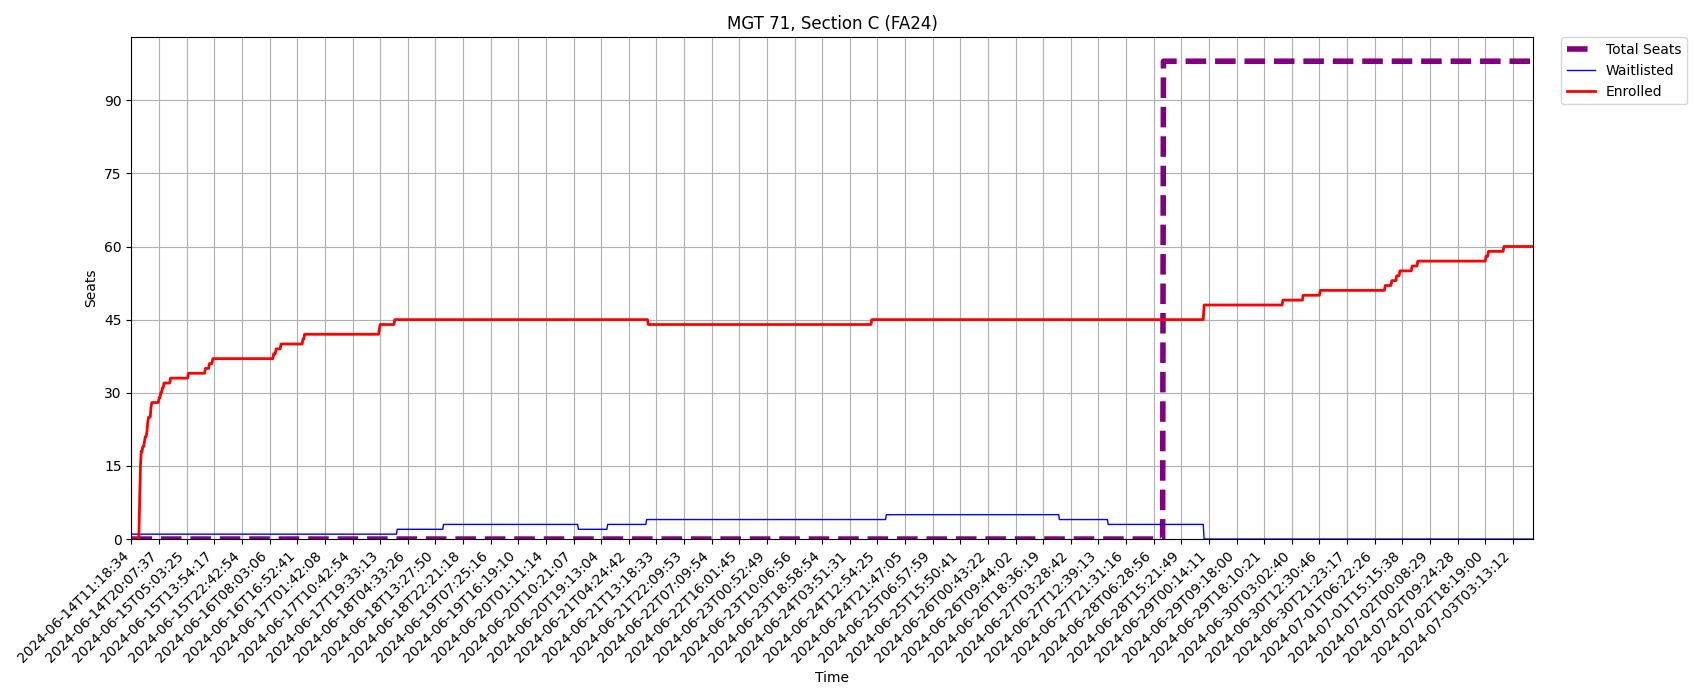 MGT 71, Section C (FA24)
Total Seats
Waitlisted
Enrolled
Seats
90
75
60
45
30
15
0
2024-06-14T11:18:34
2024-06-14T20:07:37
2024-06-15T05:03:25
2024-06-15T13:54:17
2024-06-15T22:42:54
2024-06-16T08:03:06
2024-06-16T16:52:41
2024-06-17T01:42:08
2024-06-17T10:42:54
2024-06-17T19:33:13
2024-06-18T04:33:26
2024-06-18T13:27:50
2024-06-18T22:21:18
2024-06-19T07:25:16
2024-06-19T16:19:10
2024-06-20T01:11:14
2024-06-20T10:21:07
2024-06-20T19:13:04
2024-06-21T04:24:42
2024-06-21T13:18:33
2024-06-21T22:09:53
2024-06-22T07:09:54
2024-06-22T16:01:45
2024-06-23T00:52:49
2024-06-23T10:06:56
2024-06-23T18:58:54
2024-06-24T03:51:31
2024-06-24T12:54:25
2024-06-24T21:47:05
2024-06-25T06:57:59
2024-06-25T15:50:41
2024-06-26T00:43:22
2024-06-26T09:44:02
2024-06-26T18:36:19
2024-06-27T03:28:42
2024-06-27T12:39:13
2024-06-27T21:31:16
2024-06-28T06:28:56
2024-06-28T15:21:49
2024-06-29T00:14:11
2024-06-29T09:18:00
2024-06-29T18:10:21
2024-06-30T03:02:40
2024-06-30T12:30:46
2024-06-30T21:23:17
2024-07-01T06:22:26
2024-07-01T15:15:38
2024-07-02T00:08:29
2024-07-02T09:24:28
2024-07-02T18:19:00
2024-07-03T03:13:12
Time